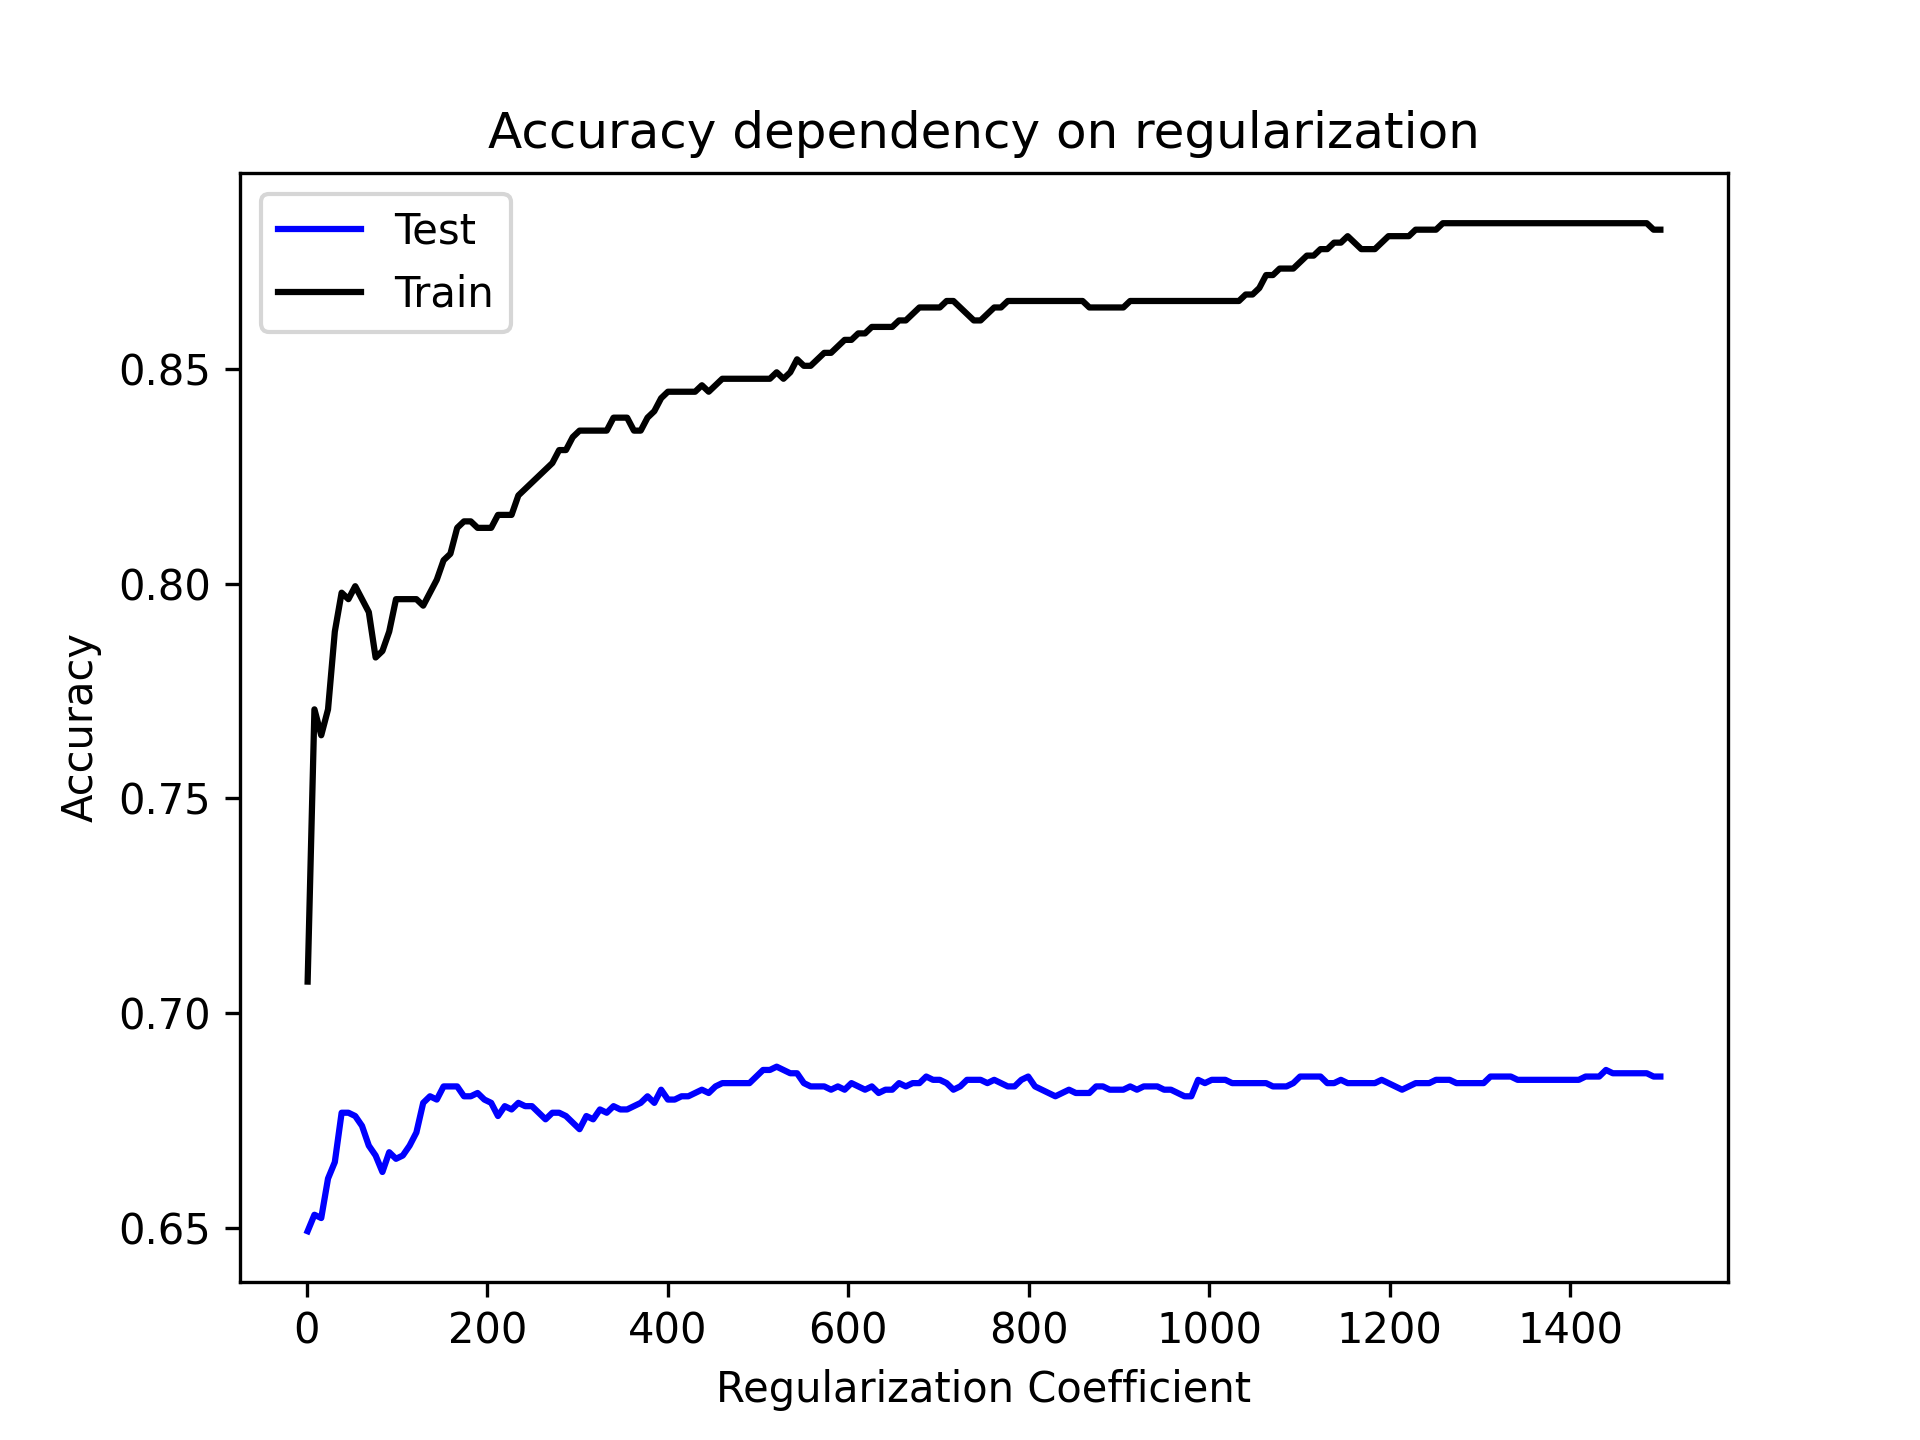 Accuracy dependency on regularization
Test
Train
0.85
0.80
0.75
0.70
0.65
Accuracy
0 200 400 600 800 1000 1200 1400
Regularization Coefficient